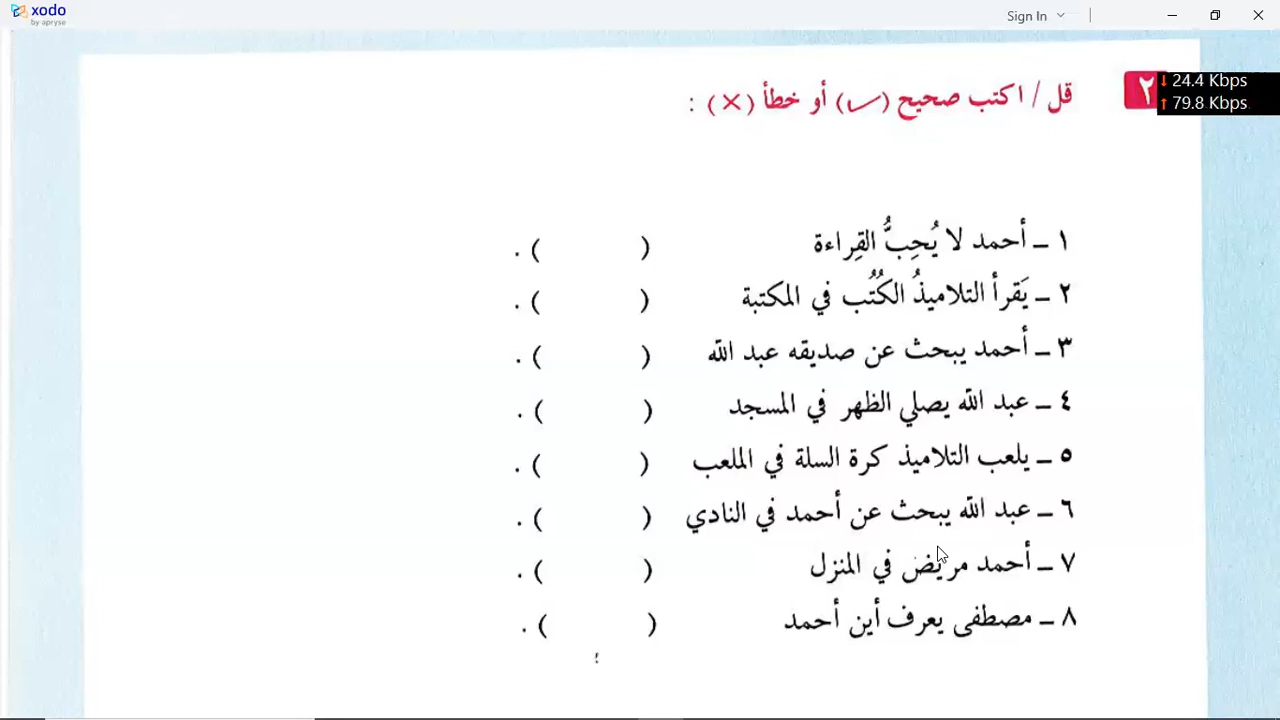 xodo
by apryse
Sign In
24.4 Kbps
79.8 Kbps
٢ قل / اكتب صحيح (✓) أو خطأ (×) :
١ ـ أحمد لا يُحِبُّ القِراءة ( ) .
٢ ـ يَقرأ التلاميذُ الكُتُب في المكتبة ( ) .
٣ ـ أحمد يبحث عن صديقه عبد الله ( ) .
٤ ـ عبد الله يصلي الظهر في المسجد ( ) .
٥ ـ يلعب التلاميذ كرة السلة في الملعب ( ) .
٦ ـ عبد الله يبحث عن أحمد في النادي ( ) .
٧ ـ أحمد مريض في المنزل ( ) .
٨ ـ مصطفى يعرف أين أحمد ( ) .